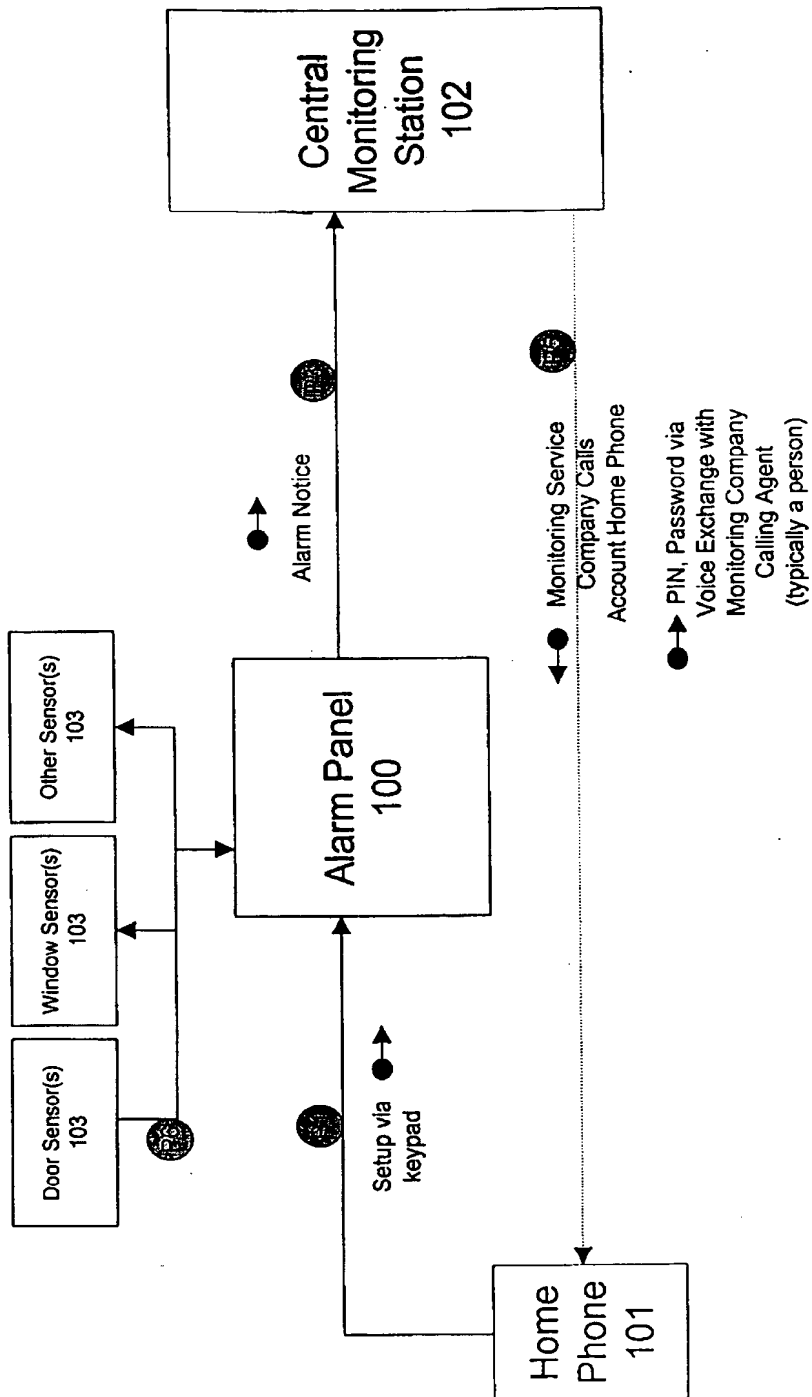 Door Sensor(s)
103
Window Sensor(s)
103
Other Sensor(s)
103
Central
Monitoring
Station
102
Alarm Notice
Alarm Panel
100
Setup via
keypad
Home
Phone
101
Monitoring Service
Company Calls
Account Home Phone
PIN, Password via
Voice Exchange with
Monitoring Company
Calling Agent
(typically a person)